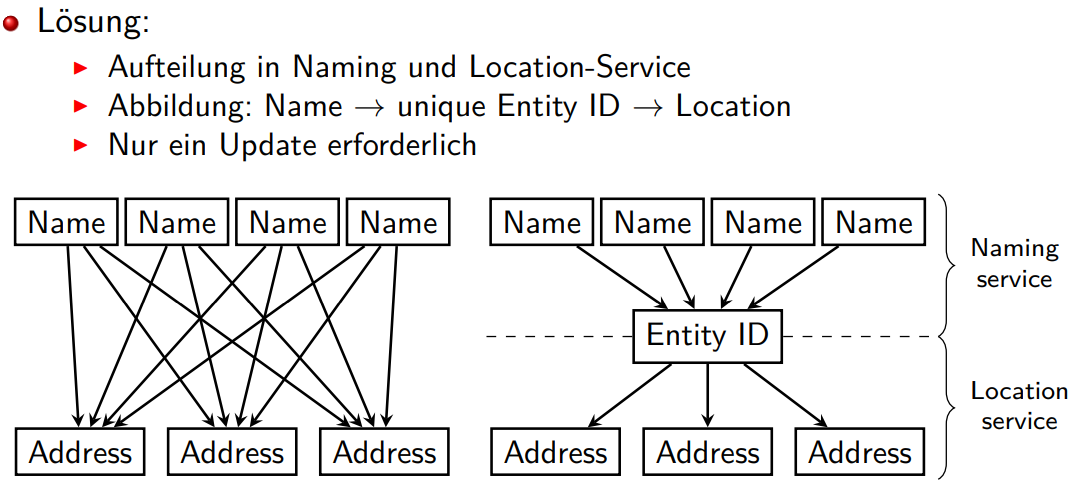 Lösung:
Aufteilung in Naming und Location-Service
Abbildung: Name → unique Entity ID → Location
Nur ein Update erforderlich
Name Name Name Name
Address Address Address
Name Name Name Name
Entity ID
Address Address Address
Naming
service
Location
service